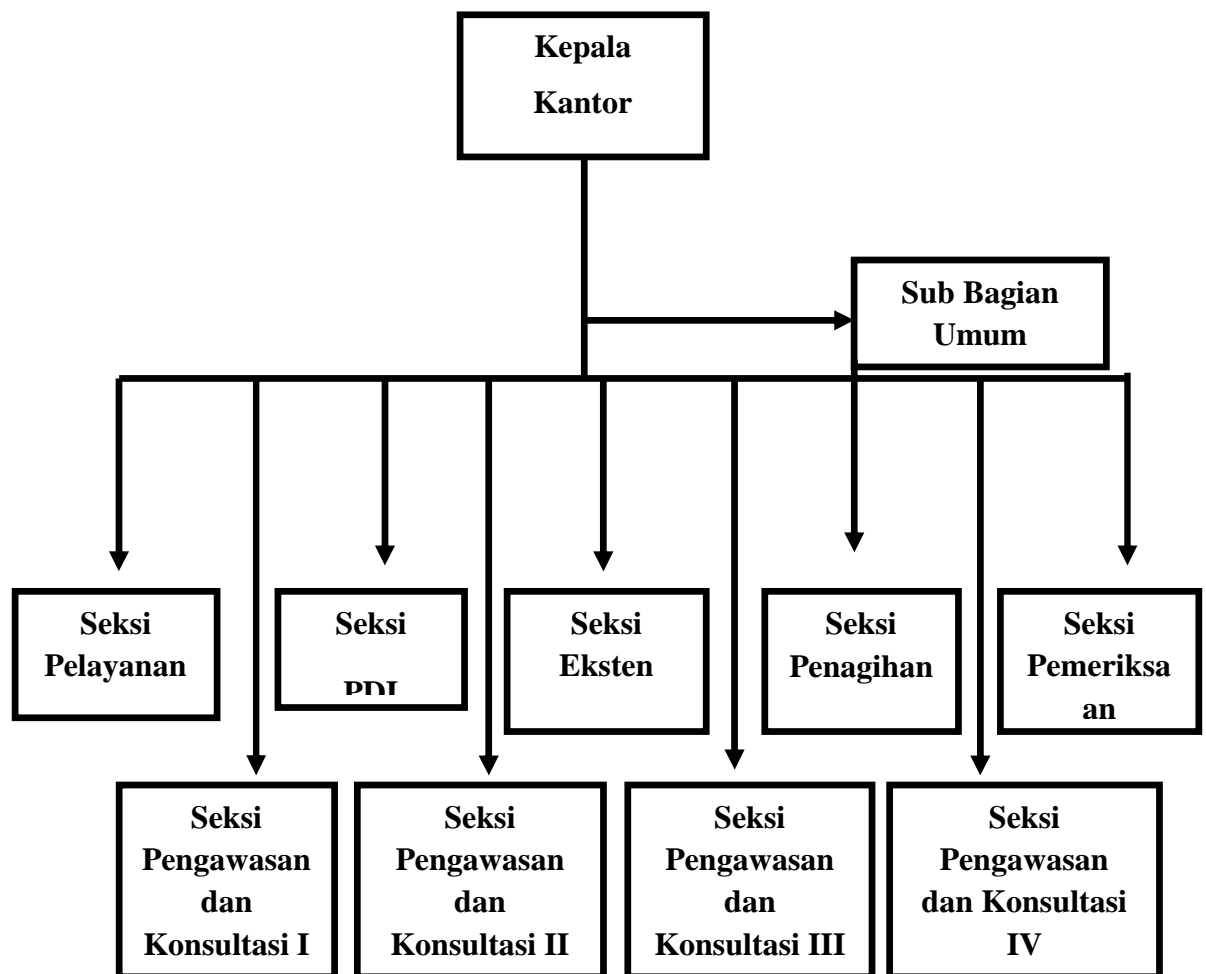 Kepala
Kantor
Sub Bagian
Umum
Seksi
Pelayanan
Seksi
PDI
Seksi
Eksten
Seksi
Penagihan
Seksi
Pemeriksa
an
Seksi
Pengawasan
dan
Konsultasi I
Seksi
Pengawasan
dan
Konsultasi II
Seksi
Pengawasan
dan
Konsultasi III
Seksi
Pengawasan
dan Konsultasi
IV